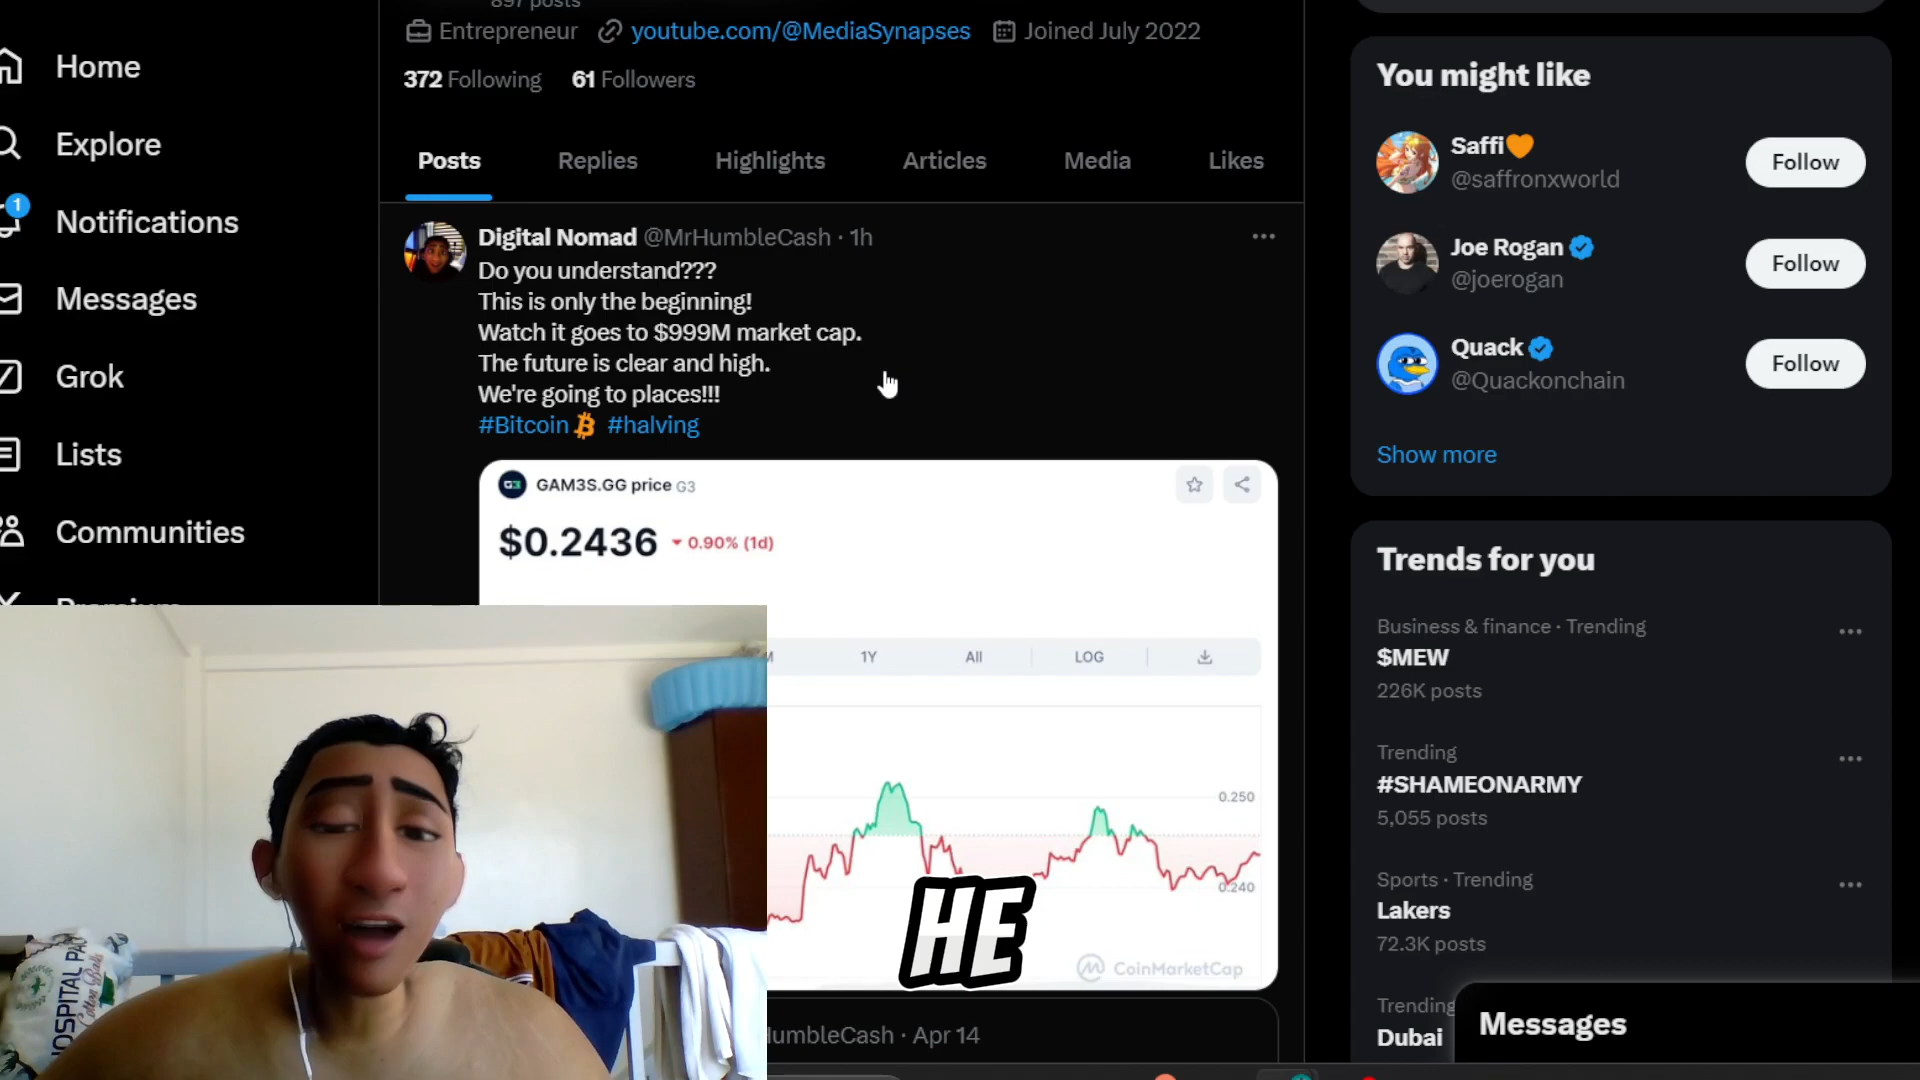 897 posts
Entrepreneur youtube.com/@MediaSynapses Joined July 2022
372 Following 61 Followers
Posts Replies Highlights Articles Media Likes
Home
Explore
1
Notifications
Messages
Grok
Lists
Communities
Premium
Digital Nomad @MrHumbleCash · 1h
Do you understand???
This is only the beginning!
Watch it goes to $999M market cap.
The future is clear and high.
We're going to places!!!
#Bitcoin #halving
GAM3S.GG price G3
$0.2436 0.90% (1d)
1Y All LOG
0.250
0.240
CoinMarketCap
HE
HumbleCash · Apr 14
You might like
Saffi🧡
@saffronxworld
Follow
Joe Rogan
@joerogan
Follow
Quack
@Quackonchain
Follow
Show more
Trends for you
Business & finance · Trending
$MEW
226K posts
Trending
#SHAMEONARMY
5,055 posts
Sports · Trending
Lakers
72.3K posts
Trending
Dubai
Messages